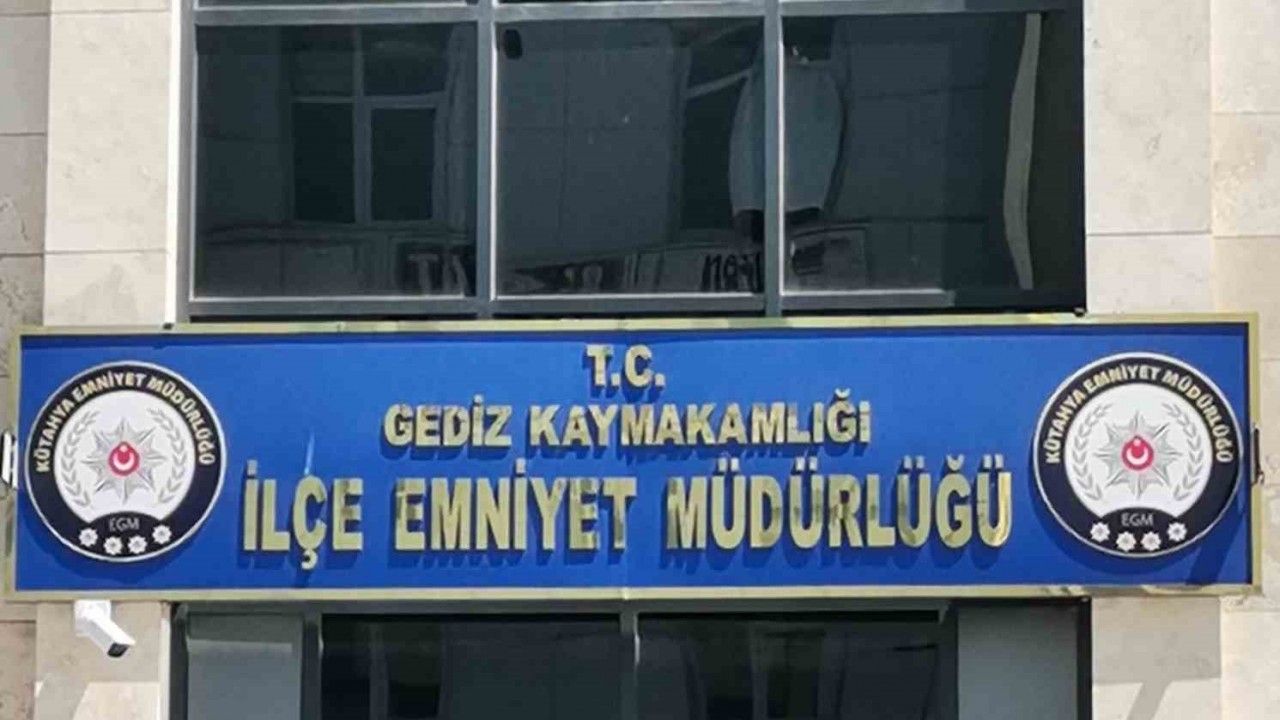 T.C.
GEDİZ KAYMAKAMLIĞI
İLÇE EMNİYET MÜDÜRLÜĞÜ
KÜTAHYA EMNİYET MÜDÜRLÜĞÜ
EGM
KÜTAHYA EMNİYET MÜDÜRLÜĞÜ
EGM